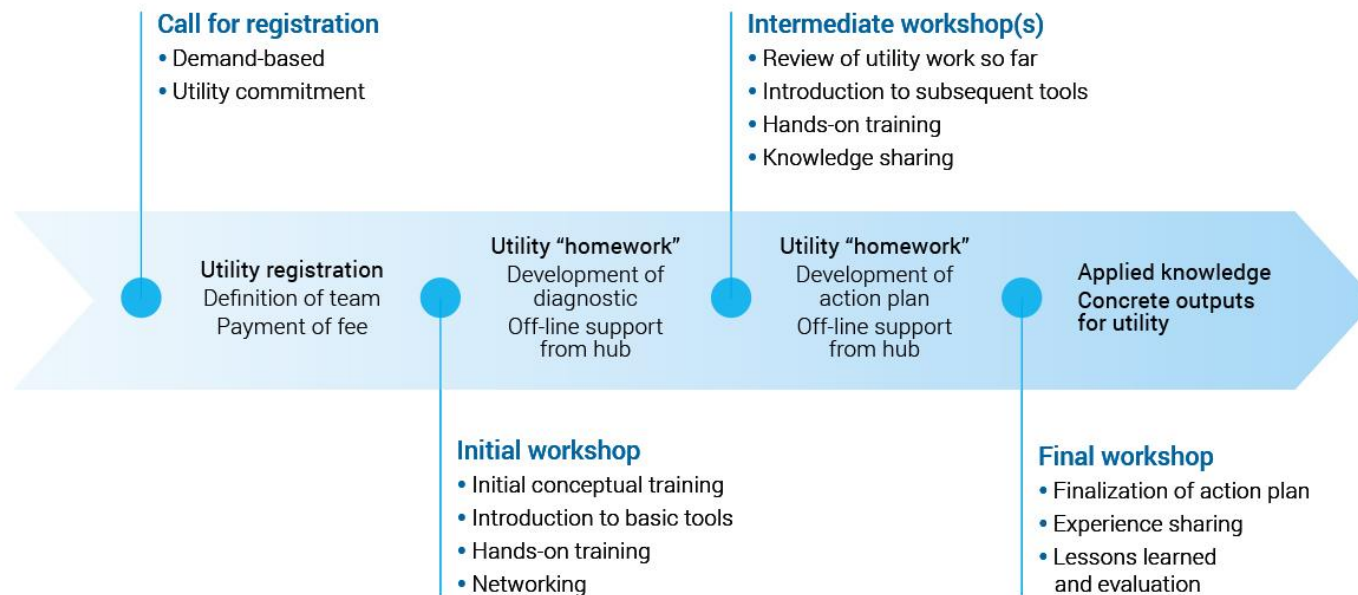 Call for registration
• Demand-based
• Utility commitment
Intermediate workshop(s)
• Review of utility work so far
• Introduction to subsequent tools
• Hands-on training
• Knowledge sharing
Utility registration
Definition of team
Payment of fee
Utility “homework”
Development of
diagnostic
Off-line support
from hub
Utility “homework”
Development of
action plan
Off-line support
from hub
Applied knowledge
Concrete outputs
for utility
Initial workshop
• Initial conceptual training
• Introduction to basic tools
• Hands-on training
• Networking
Final workshop
• Finalization of action plan
• Experience sharing
• Lessons learned
and evaluation